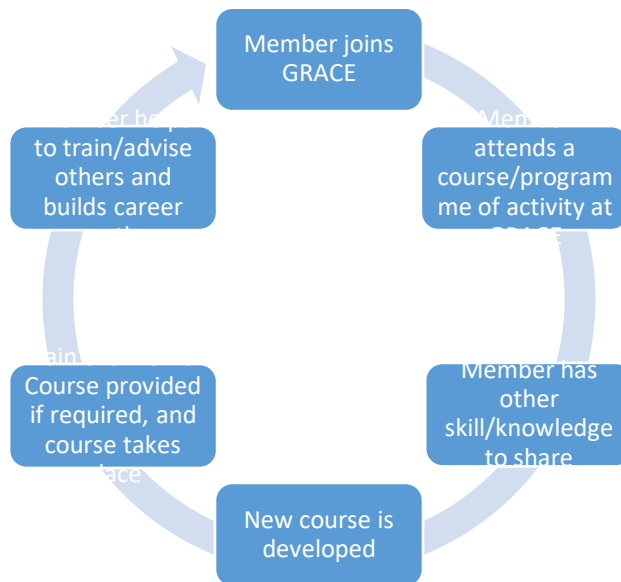 Member joins
GRACE
attends a
course/program
me of activity at
GRACE
Member has
other
skill/knowledge
to share
New course is
developed
Course provided
if required, and
course takes
to train/advise
others and
builds career